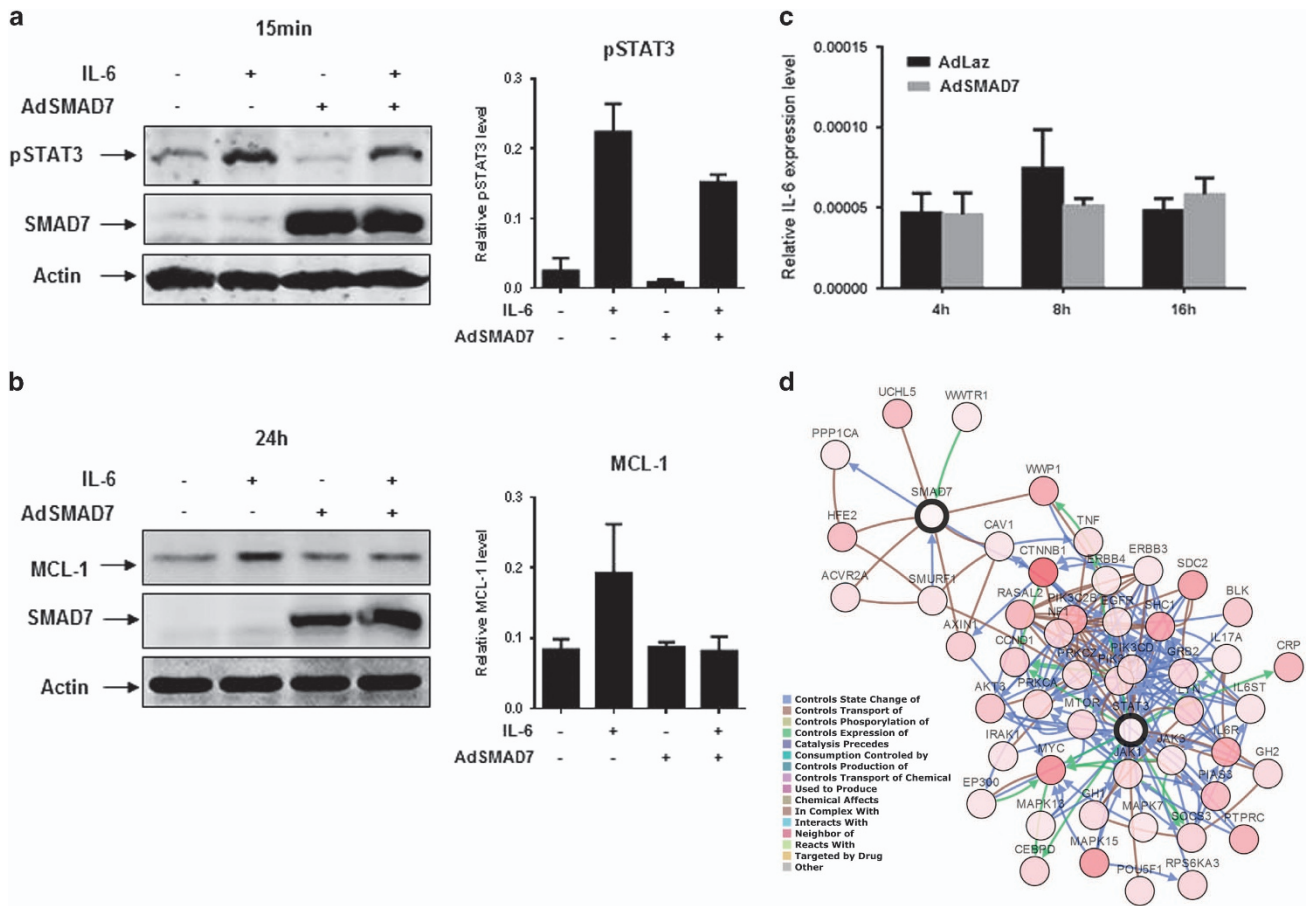 a
15min
IL-6 - + - +
AdSMAD7 - - + +
pSTAT3
SMAD7
Actin
pSTAT3
Relative pSTAT3 level
0.3
0.2
0.1
0.0
IL-6 - + - +
AdSMAD7 - - + +
b
24h
IL-6 - + - +
AdSMAD7 - - + +
MCL-1
SMAD7
Actin
MCL-1
Relative MCL-1 level
0.3
0.2
0.1
0.0
IL-6 - + - +
AdSMAD7 - - + +
c
Relative IL-6 expression level
0.00015
0.00010
0.00005
0.00000
AdLaz
AdSMAD7
4h 8h 16h
d
UCHL5
WWTR1
PPP1CA
WWP1
SMAD7
HFE2
CAV1
TNF
CTNNB1
ERBB4
ERBB3
SDC2
ACVR2A
SMURF1
RASAL2
PIK3C2B
EGFR
SHC1
BLK
AXIN1
NF1
CCND1
PRKCZ
PIK3CD
GRB2
IL17A
CRP
AKT3
PRKCA
MTOR
STAT3
LYN
IL6ST
IRAK1
MYC
JAK1
JAK3
IL6R
GH2
EP300
MAPK13
GH1
MAPK7
SOCS3
PIAS3
PTPRC
CEBPD
MAPK15
POU5F1
RPS6KA3
Controls State Change of
Controls Transport of
Controls Phosporylation of
Controls Expression of
Catalysis Precedes
Consumption Controled by
Controls Production of
Controls Transport of Chemical
Used to Produce
Chemical Affects
In Complex With
Interacts With
Neighbor of
Reacts With
Targeted by Drug
Other